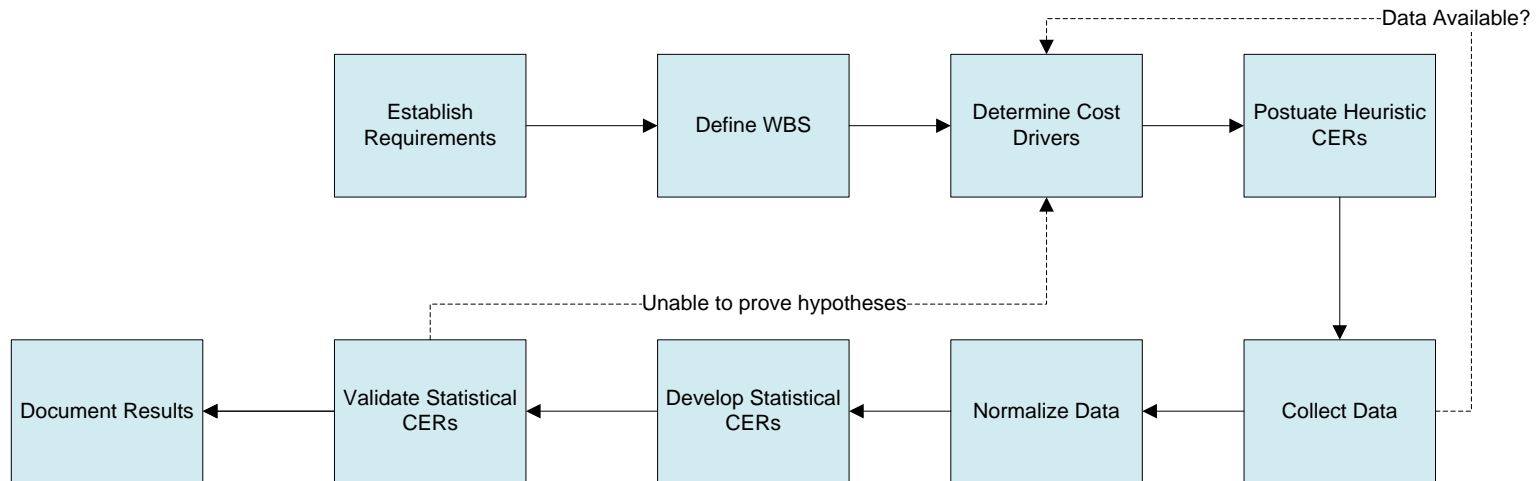 Data Available?
Establish
Requirements
Define WBS
Determine Cost
Drivers
Postuate Heuristic
CERs
Unable to prove hypotheses
Document Results
Validate Statistical
CERs
Develop Statistical
CERs
Normalize Data
Collect Data